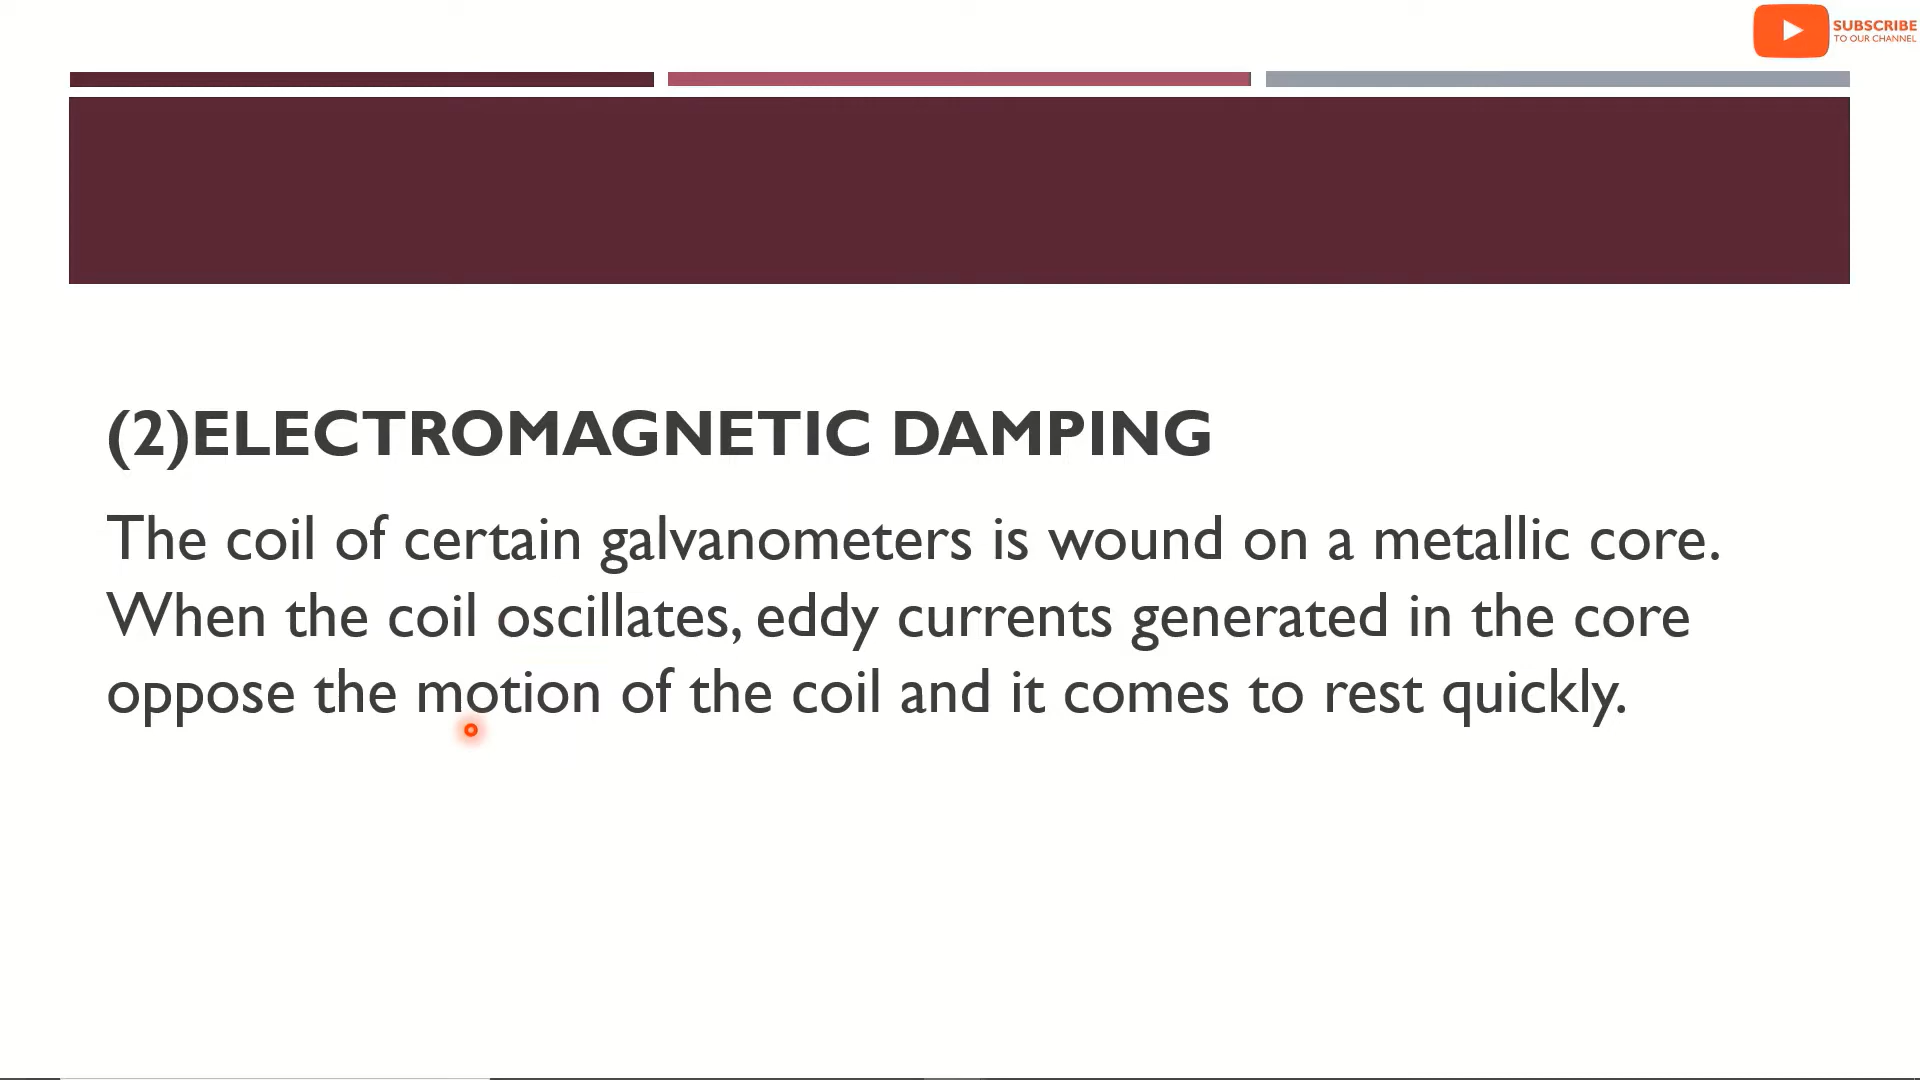 SUBSCRIBE
TO OUR CHANNEL
(2)ELECTROMAGNETIC DAMPING
The coil of certain galvanometers is wound on a metallic core.
When the coil oscillates, eddy currents generated in the core
oppose the motion of the coil and it comes to rest quickly.